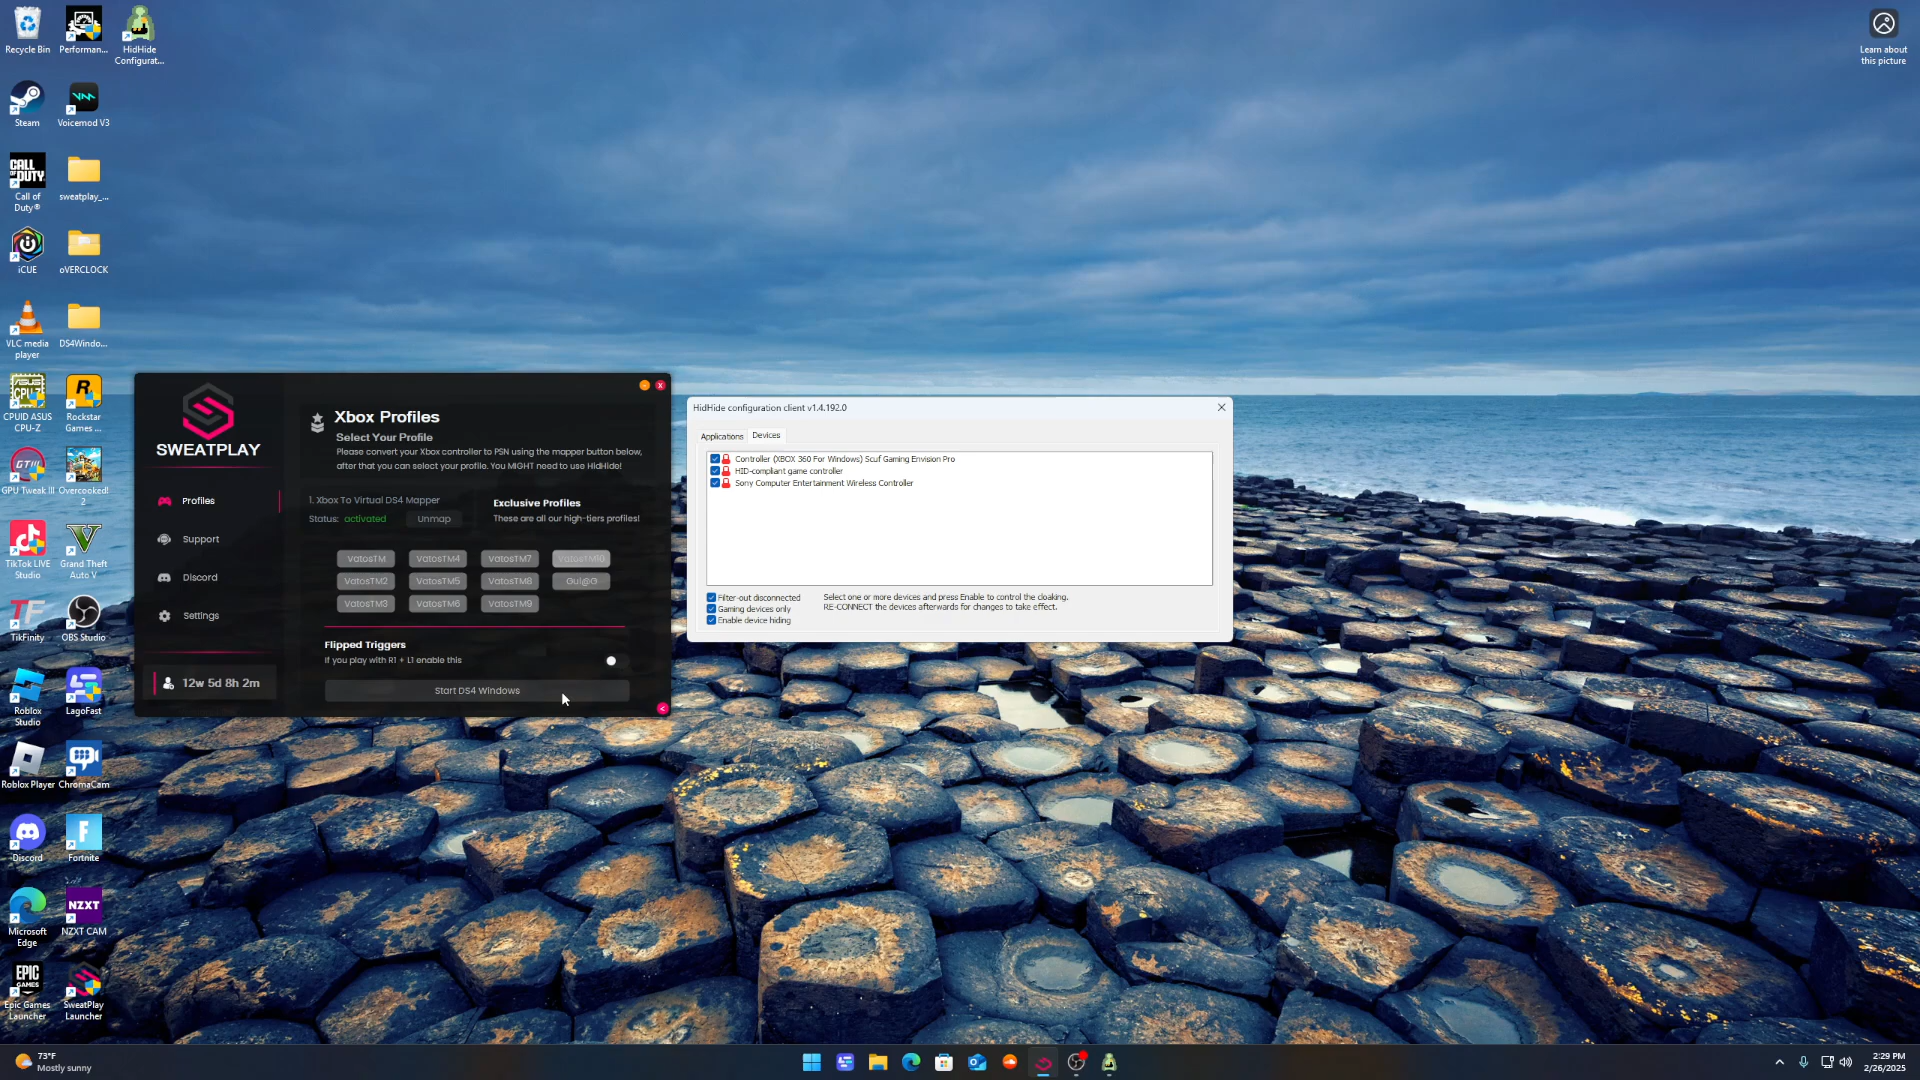 Recycle Bin
Performan...
HidHide
Configurat...
Learn about
this picture
Steam
Voicemod V3
CALL OF DUTY
Call of
Duty®
sweatplay_...
iCUE
oVERCLOCK
VLC media
player
DS4Windo...
CPUID ASUS
CPU-Z
Rockstar
Games ...
GPU Tweak III
Overcooked!
2
TikTok LIVE
Studio
Grand Theft
Auto V
TikFinity
OBS Studio
Roblox
Studio
LagoFast
Roblox Player
ChromaCam
Discord
Fortnite
Microsoft
Edge
NZXT
NZXT CAM
EPIC
GAMES
Epic Games
Launcher
SweatPlay
Launcher
SWEATPLAY
Profiles
Support
Discord
Settings
12w 5d 8h 2m
Xbox Profiles
Select Your Profile
Please convert your Xbox controller to PSN using the mapper button below,
after that you can select your profile. You MIGHT need to use HidHide!
1. Xbox To Virtual DS4 Mapper
Status: activated
Unmap
Exclusive Profiles
These are all our high-tiers profiles!
VatosTM VatosTM4 VatosTM7 VatosTM10
VatosTM2 VatosTM5 VatosTM8 Gui@G
VatosTM3 VatosTM6 VatosTM9
Flipped Triggers
If you play with R1 + L1 enable this
Start DS4 Windows
HidHide configuration client v1.4.192.0
Applications Devices
Controller (XBOX 360 For Windows) Scuf Gaming Envision Pro
HID-compliant game controller
Sony Computer Entertainment Wireless Controller
Filter-out disconnected
Gaming devices only
Enable device hiding
Select one or more devices and press Enable to control the cloaking.
RE-CONNECT the devices afterwards for changes to take effect.
73°F
Mostly sunny
2:29 PM
2/26/2025